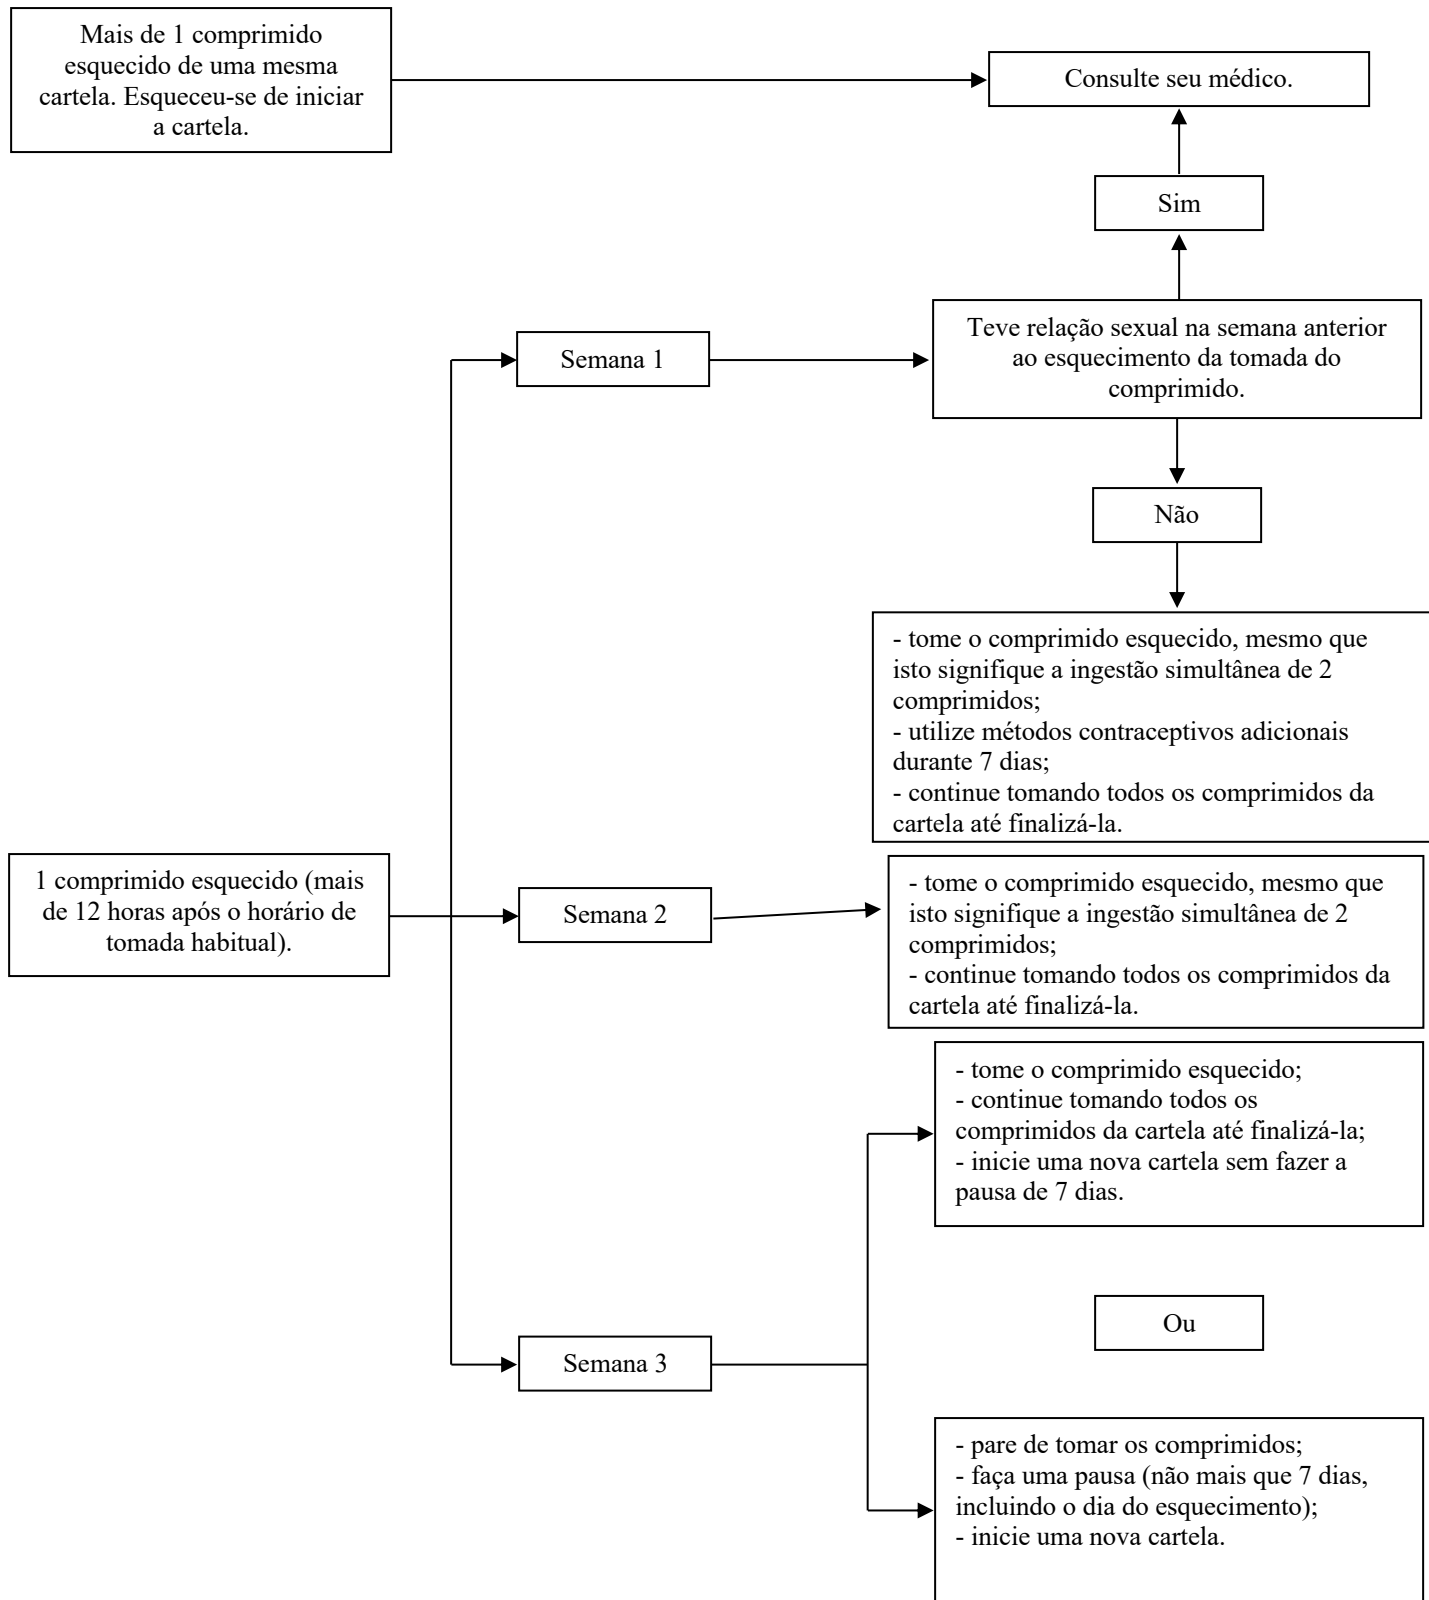 Mais de 1 comprimido
esquecido de uma mesma
cartela. Esqueceu-se de iniciar
a cartela.
Consulte seu médico.
Sim
Teve relação sexual na semana anterior
ao esquecimento da tomada do
comprimido.
Semana 1
Não
- tome o comprimido esquecido, mesmo que
isto signifique a ingestão simultânea de 2
comprimidos;
- utilize métodos contraceptivos adicionais
durante 7 dias;
- continue tomando todos os comprimidos da
cartela até finalizá-la.
1 comprimido esquecido (mais
de 12 horas após o horário de
tomada habitual).
Semana 2
- tome o comprimido esquecido, mesmo que
isto signifique a ingestão simultânea de 2
comprimidos;
- continue tomando todos os comprimidos da
cartela até finalizá-la.
- tome o comprimido esquecido;
- continue tomando todos os
comprimidos da cartela até finalizá-la;
- inicie uma nova cartela sem fazer a
pausa de 7 dias.
Ou
Semana 3
- pare de tomar os comprimidos;
- faça uma pausa (não mais que 7 dias,
incluindo o dia do esquecimento);
- inicie uma nova cartela.